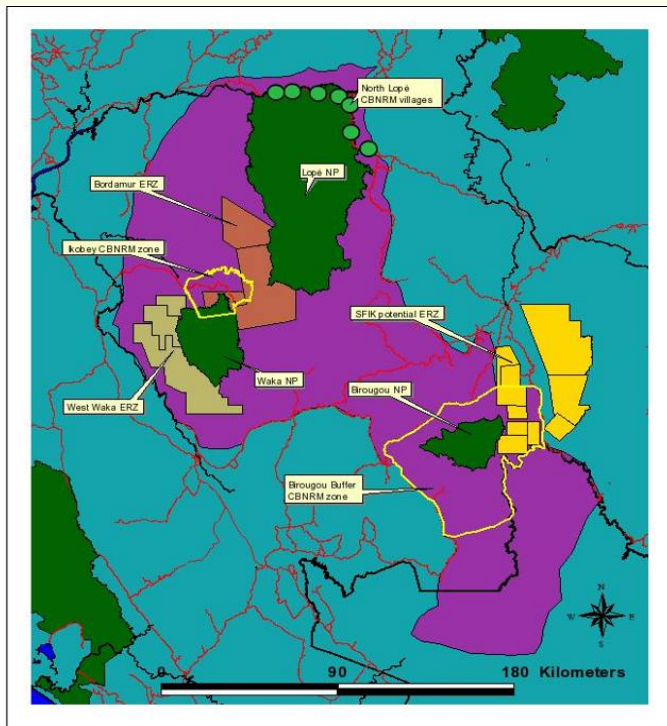 North Lopé
CBNRM villages
Lopé NP
Bordamur ERZ
Ikobey CBNRM zone
SFIK potential ERZ
Birougou NP
Waka NP
West Waka ERZ
Birougou Buffer
CBNRM zone
N
W E
S
0 90 180 Kilometers